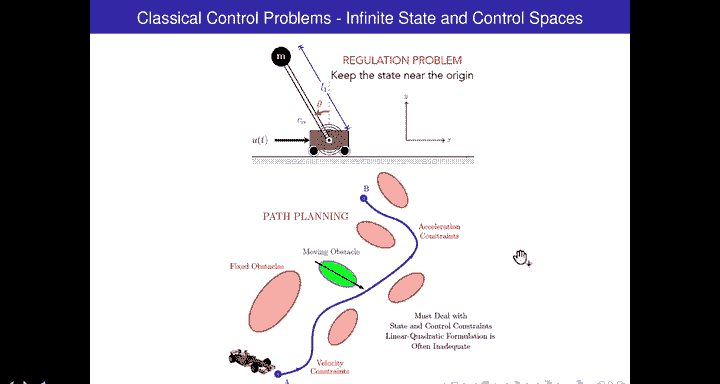 Classical Control Problems - Infinite State and Control Spaces
REGULATION PROBLEM
Keep the state near the origin
m
l₁
θ
u(t)
x
B
PATH PLANNING
Acceleration
Constraints
Moving Obstacle
Fixed Obstacles
Must Deal with
State and Control Constraints
Linear-Quadratic Formulation is
Often Inadequate
Velocity
Constraints
A